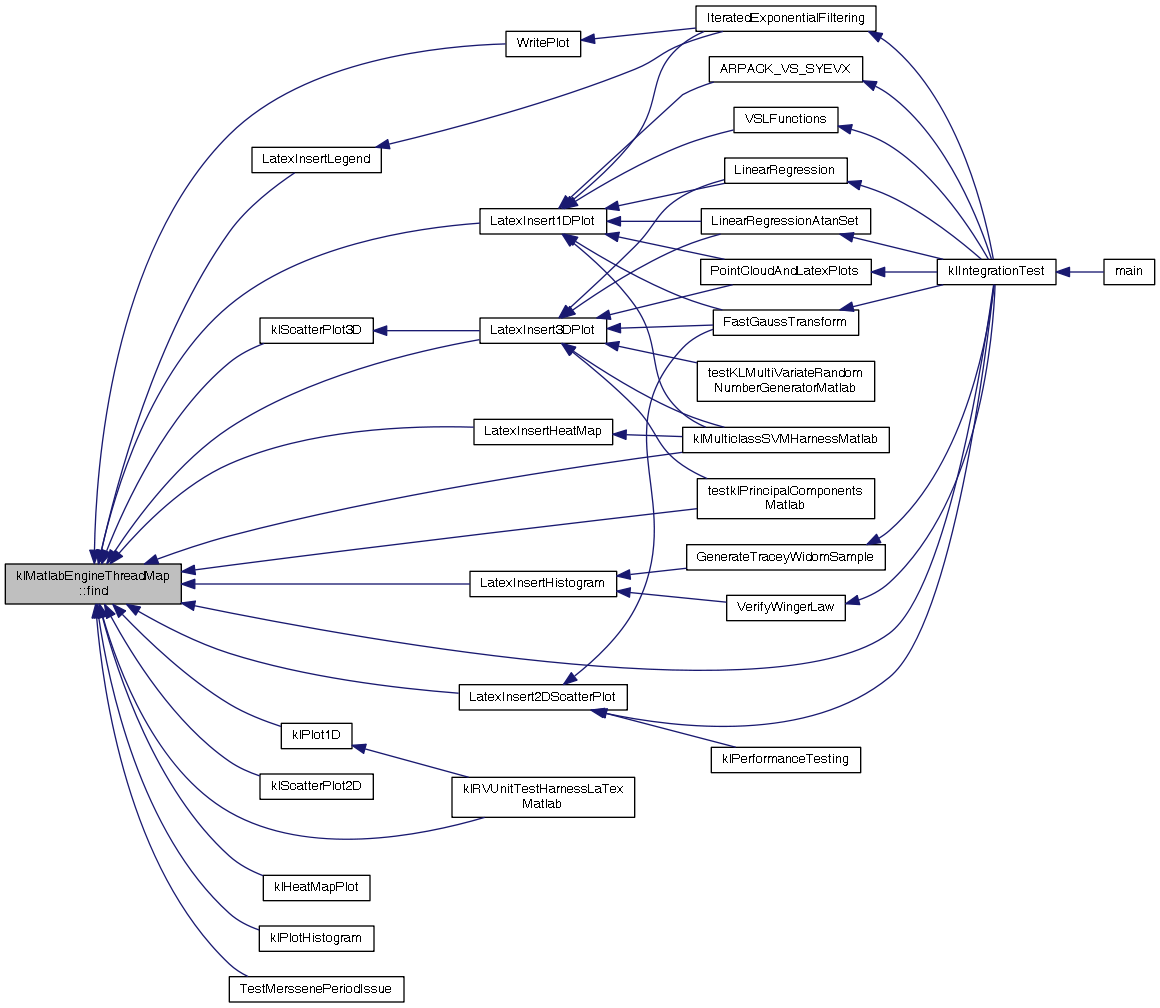 IteratedExponentialFiltering
WritePlot
ARPACK_VS_SYEVX
VSLFunctions
LatexInsertLegend
LinearRegression
LatexInsert1DPlot
LinearRegressionAtanSet
PointCloudAndLatexPlots
klIntegrationTest
main
klScatterPlot3D
LatexInsert3DPlot
FastGaussTransform
testKLMultiVariateRandom
NumberGeneratorMatlab
LatexInsertHeatMap
klMulticlassSVMHarnessMatlab
testklPrincipalComponents
Matlab
GenerateTraceyWidomSample
klMatlabEngineThreadMap
::find
LatexInsertHistogram
VerifyWingerLaw
LatexInsert2DScatterPlot
klPlot1D
klPerformanceTesting
klScatterPlot2D
klRVUnitTestHarnessLaTex
Matlab
klHeatMapPlot
klPlotHistogram
TestMerssenePeriodIssue